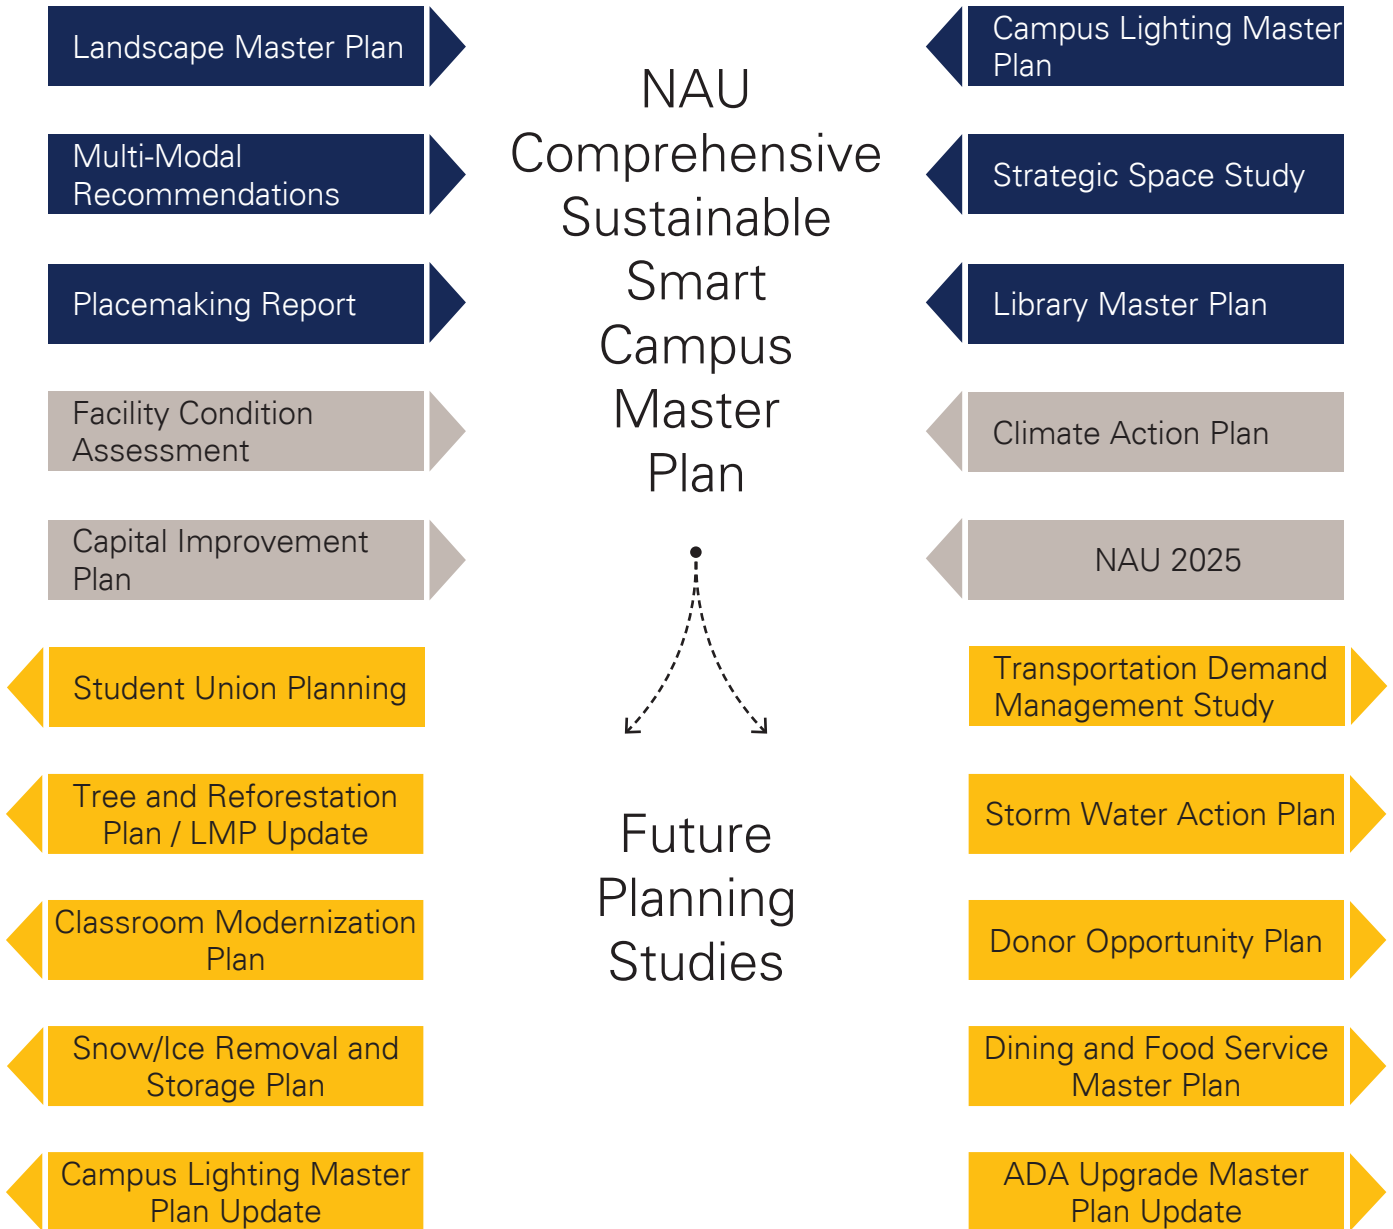 Landscape Master Plan
Multi-Modal
Recommendations
Placemaking Report
Facility Condition
Assessment
Capital Improvement
Plan
Student Union Planning
Tree and Reforestation
Plan / LMP Update
Classroom Modernization
Plan
Snow/Ice Removal and
Storage Plan
Campus Lighting Master
Plan Update
NAU
Comprehensive
Sustainable
Smart
Campus
Master
Plan
Future
Planning
Studies
Campus Lighting Master
Plan
Strategic Space Study
Library Master Plan
Climate Action Plan
NAU 2025
Transportation Demand
Management Study
Storm Water Action Plan
Donor Opportunity Plan
Dining and Food Service
Master Plan
ADA Upgrade Master
Plan Update